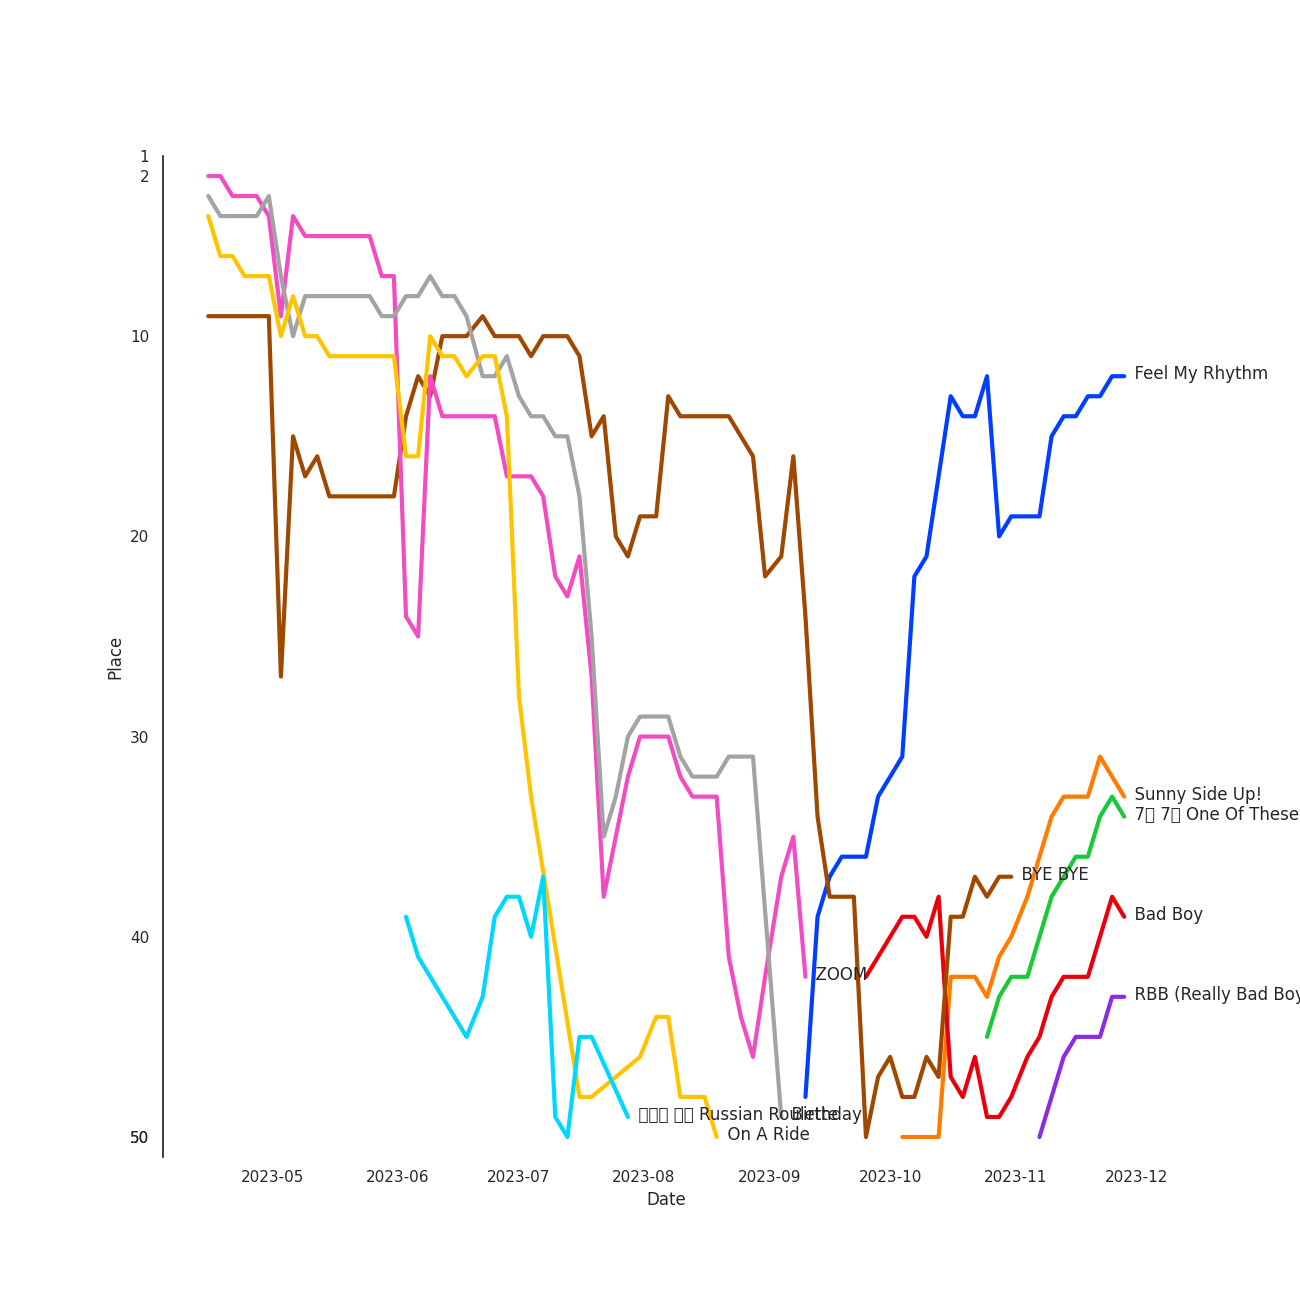 1
2
10
20
30
40
50
Place
Feel My Rhythm
Sunny Side Up!
7 7 One Of These
BYE BYE
Bad Boy
ZOOM
RBB (Really Bad Boy
Russian Roulette
Birthday
On A Ride
2023-05 2023-06 2023-07 2023-08 2023-09 2023-10 2023-11 2023-12
Date